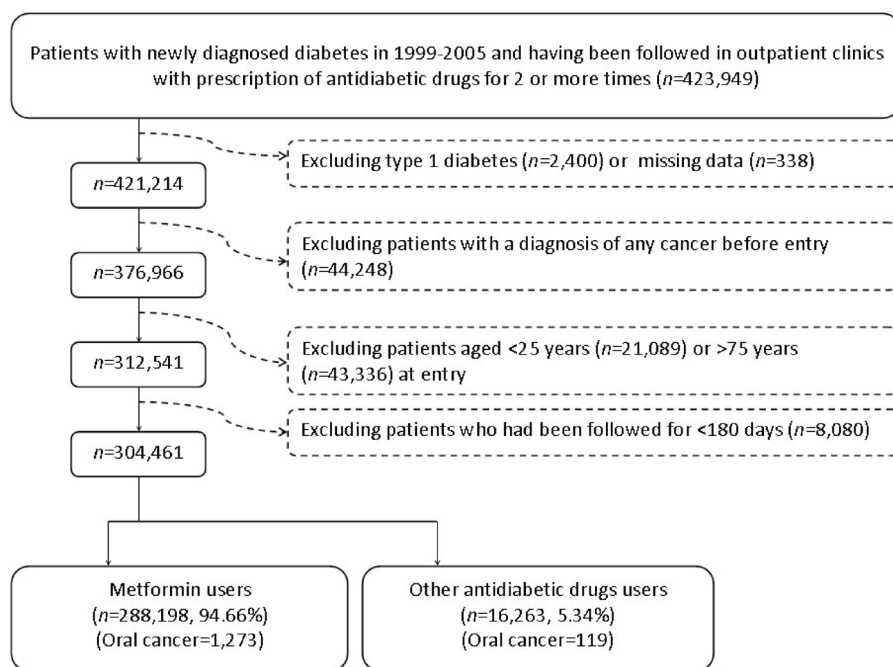 Patients with newly diagnosed diabetes in 1999-2005 and having been followed in outpatient clinics
with prescription of antidiabetic drugs for 2 or more times (n=423,949)
Excluding type 1 diabetes (n=2,400) or missing data (n=338)
n=421,214
Excluding patients with a diagnosis of any cancer before entry
(n=44,248)
n=376,966
Excluding patients aged <25 years (n=21,089) or >75 years
(n=43,336) at entry
n=312,541
Excluding patients who had been followed for <180 days (n=8,080)
n=304,461
Metformin users
(n=288,198, 94.66%)
(Oral cancer=1,273)
Other antidiabetic drugs users
(n=16,263, 5.34%)
(Oral cancer=119)